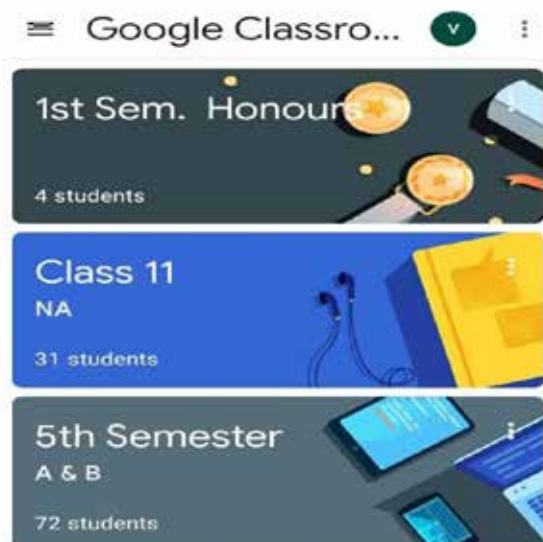 Google Classro...
V
1st Sem. Honours
4 students
Class 11
NA
31 students
5th Semester
A & B
72 students